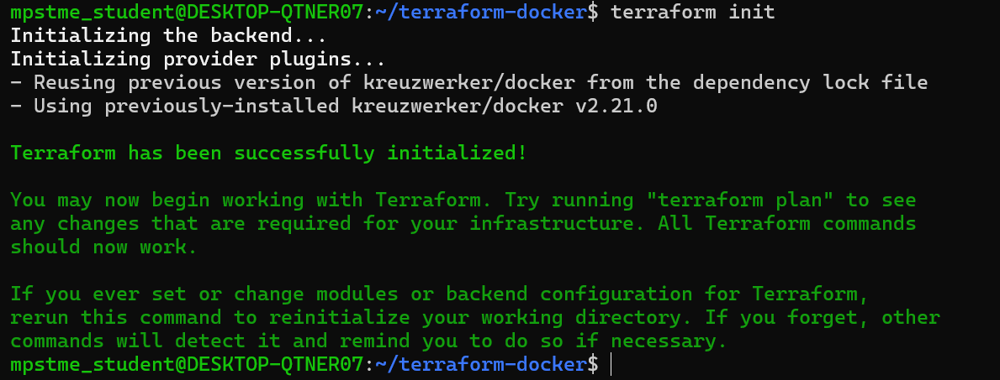 mpstme_student@DESKTOP-QTNER07:~/terraform-docker$ terraform init
Initializing the backend...
Initializing provider plugins...
- Reusing previous version of kreuzwerker/docker from the dependency lock file
- Using previously-installed kreuzwerker/docker v2.21.0
Terraform has been successfully initialized!
You may now begin working with Terraform. Try running "terraform plan" to see
any changes that are required for your infrastructure. All Terraform commands
should now work.
If you ever set or change modules or backend configuration for Terraform,
rerun this command to reinitialize your working directory. If you forget, other
commands will detect it and remind you to do so if necessary.
mpstme_student@DESKTOP-QTNER07:~/terraform-docker$